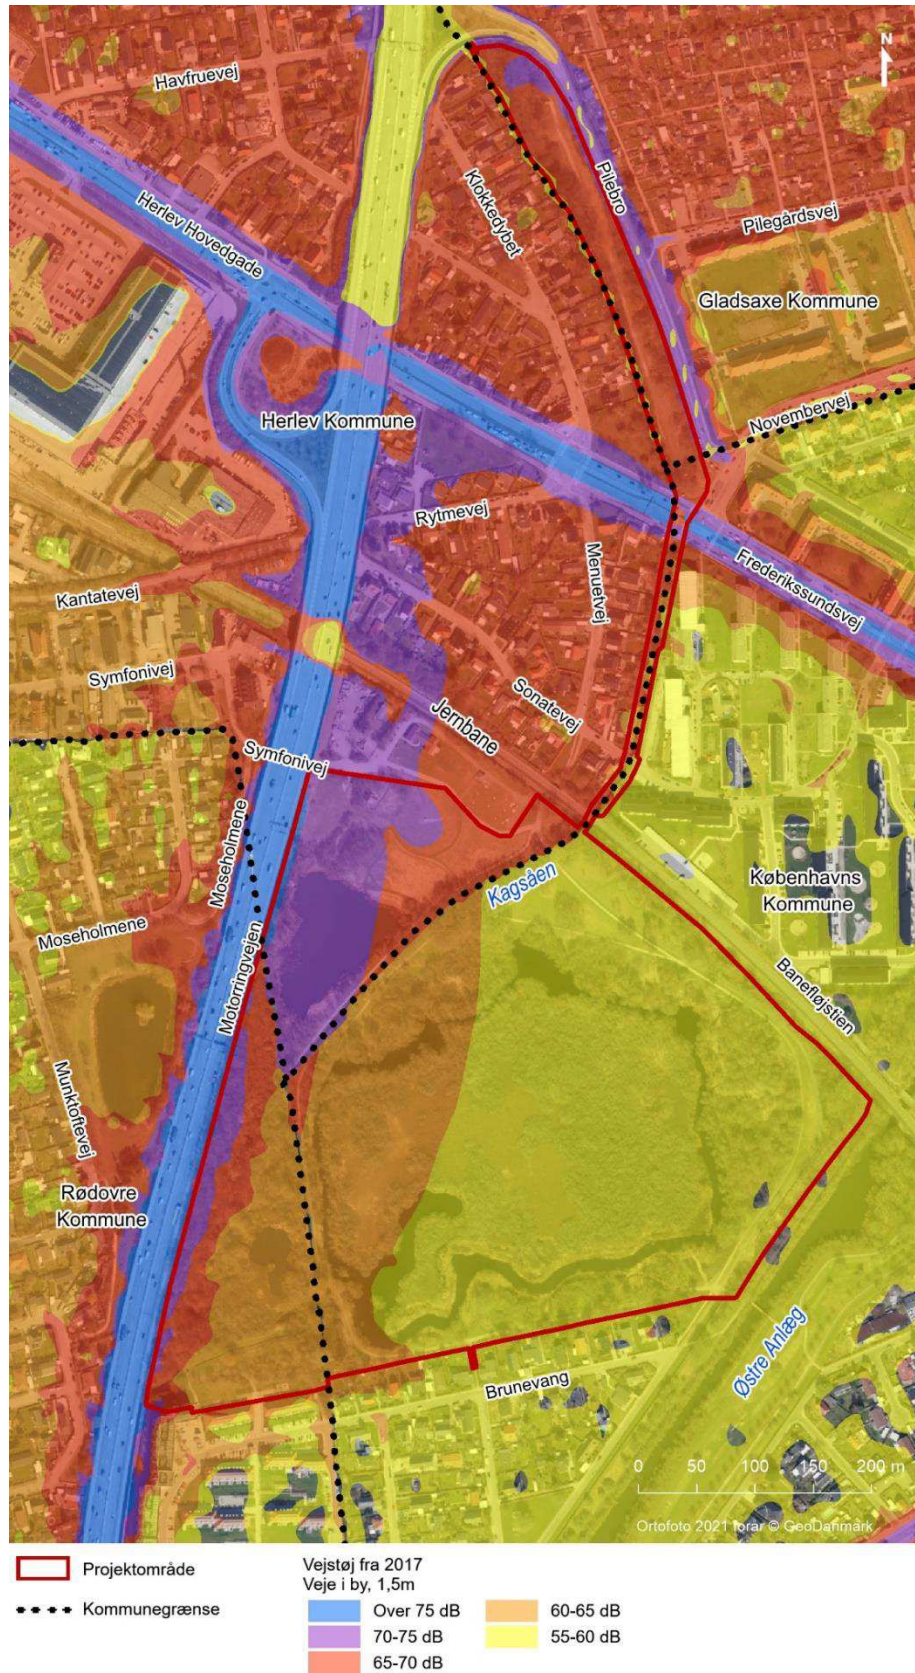 N
Havfruevej
Klokkedybet
Pilebro
Pilegårdsvej
Herlev Hovedgade
Gladsaxe Kommune
Novembervej
Herlev Kommune
Rytmevej
Menuetvej
Frederikssundsvej
Kantatevej
Symfonivej
Sonatevej
Jernbane
Symfonivej
Moseholmene
Kagsåen
Københavns
Kommune
Moseholmene
Motorringvejen
Banefløjstien
Munktoftevej
Rødovre
Kommune
Østre Anlæg
Brunevang
0 50 100 150 200 m
Ortofoto 2021 forår © GeoDanmark
Projektområde
Kommunegrænse
Vejstøj fra 2017
Veje i by, 1,5m
Over 75 dB
70-75 dB
65-70 dB
60-65 dB
55-60 dB